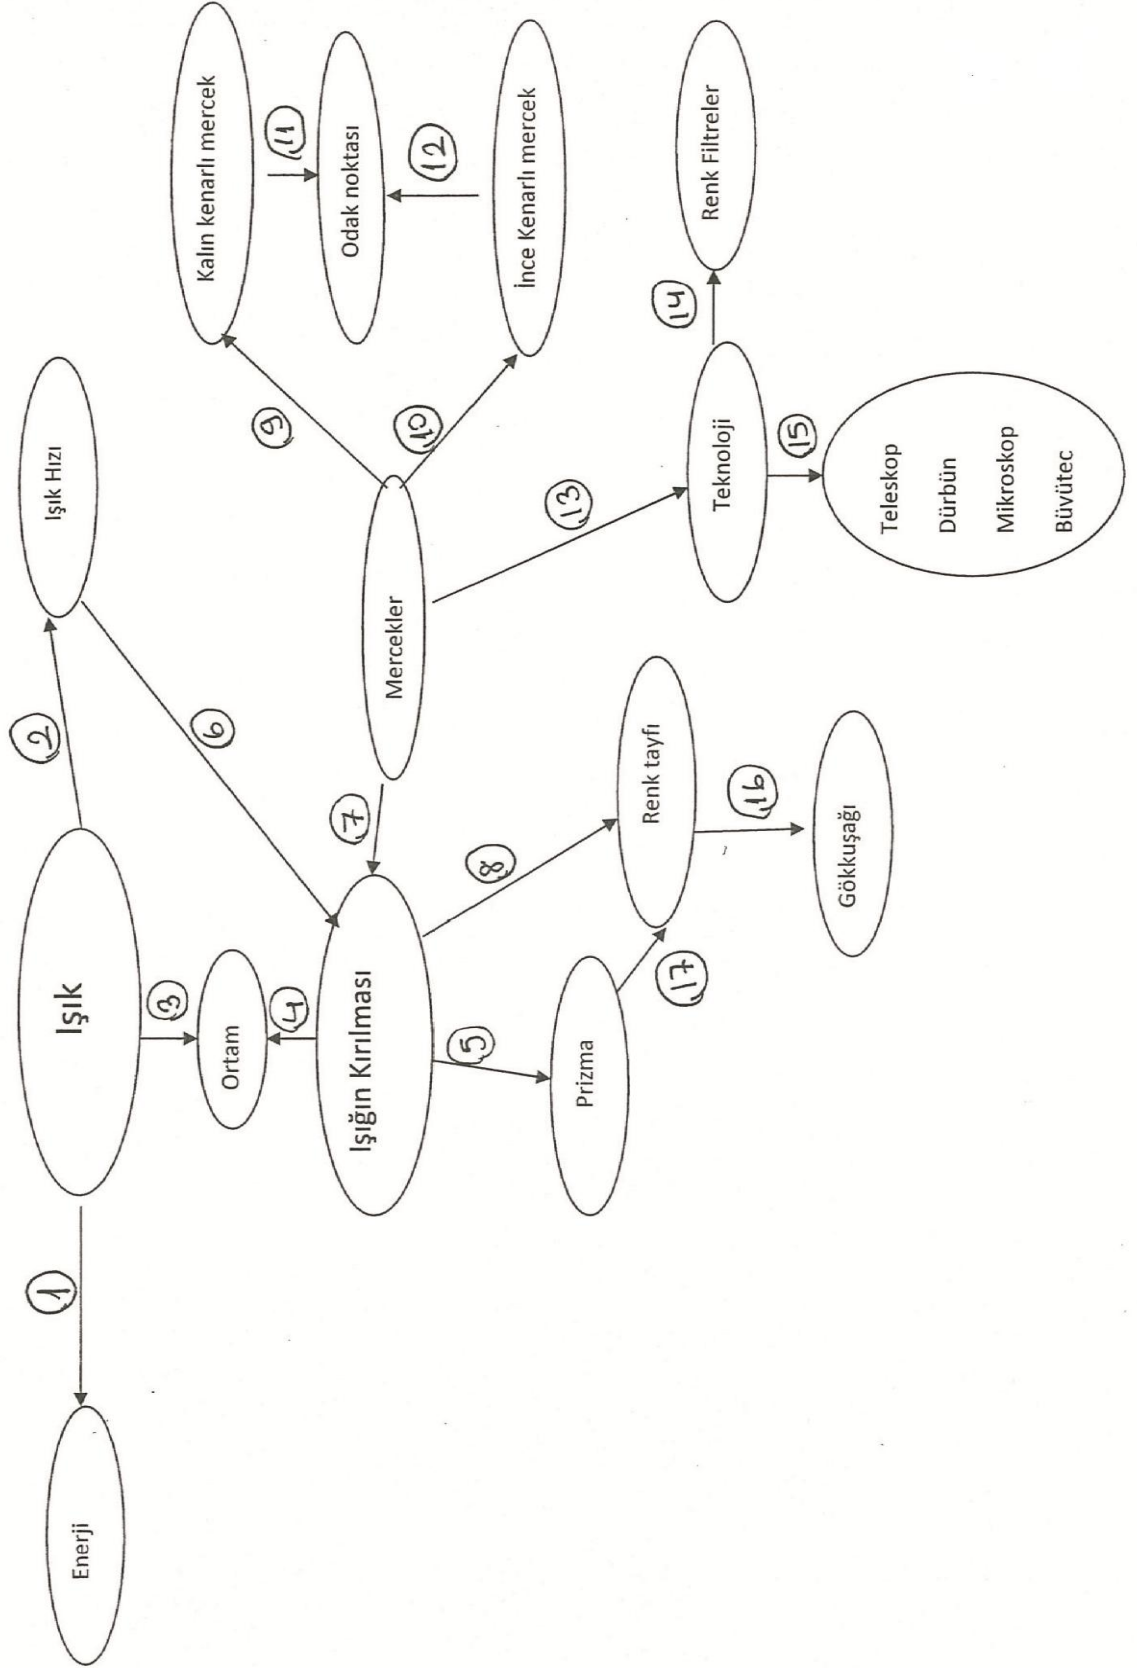 Işık
1
2
3
Enerji
Işık Hızı
Ortam
4
6
Işığın Kırılması
7
Mercekler
9
10
Kalın kenarlı mercek
11
Odak noktası
12
İnce Kenarlı mercek
5
8
13
Prizma
17
Renk tayfı
16
Gökkuşağı
Teknoloji
14
Renk Filtreler
15
Teleskop
Dürbün
Mikroskop
Büvütec